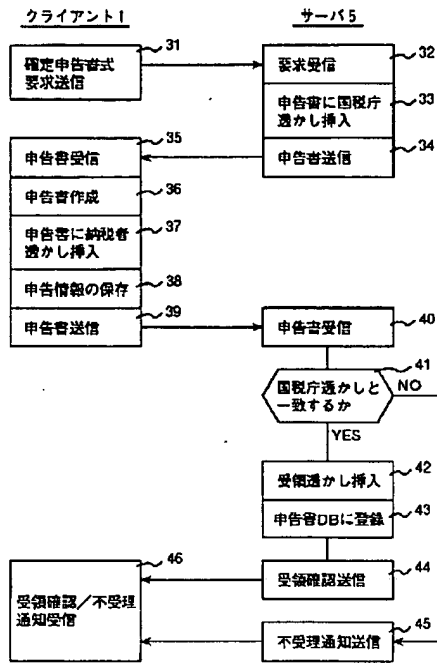 クライアント1
サーバ5
31
確定申告書式
要求送信
32
要求受信
33
申告書に国税庁
透かし挿入
34
申告書送信
35
申告書受信
36
申告書作成
37
申告書に納税者
透かし挿入
38
申告情報の保存
39
申告書送信
40
申告書受信
41
国税庁透かしと
一致するか
NO
YES
42
受領透かし挿入
43
申告書DBに登録
44
受領確認送信
45
不受理通知送信
46
受領確認/不受理
通知受信